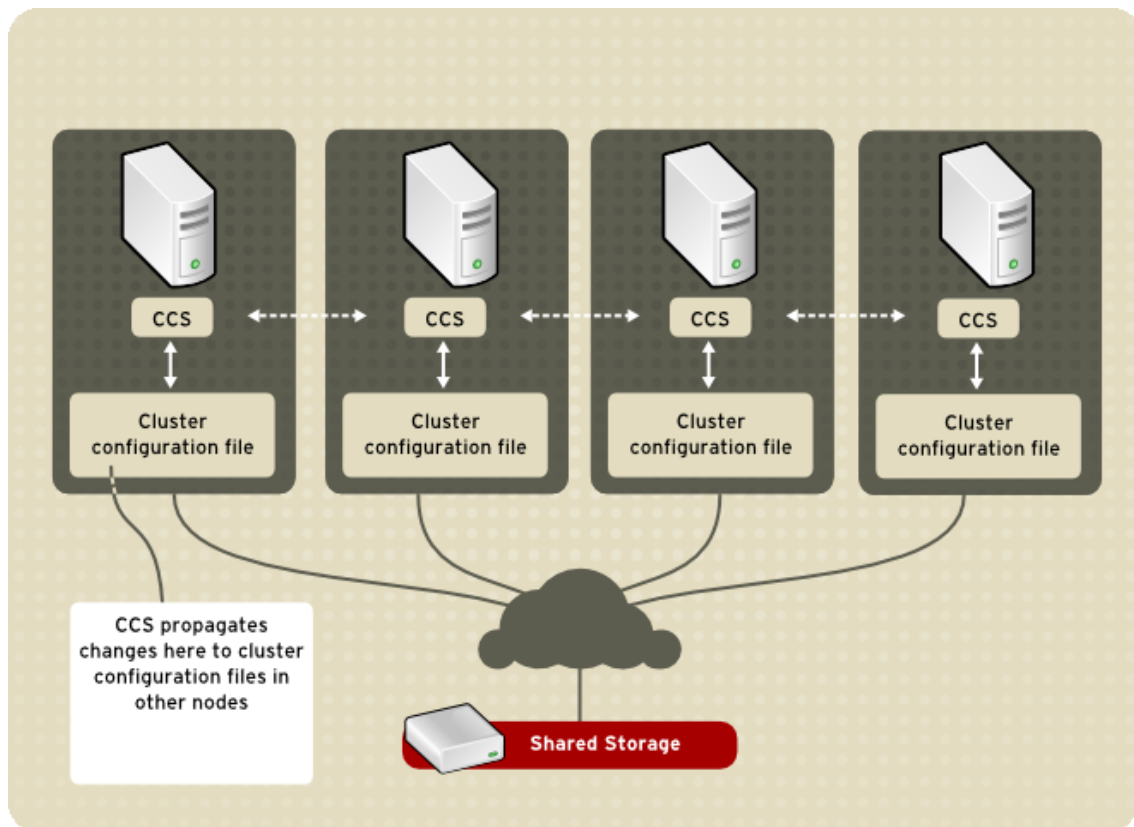 CCS
CCS
CCS
CCS
Cluster
configuration file
Cluster
configuration file
Cluster
configuration file
Cluster
configuration file
CCS propagates
changes here to cluster
configuration files in
other nodes
Shared Storage